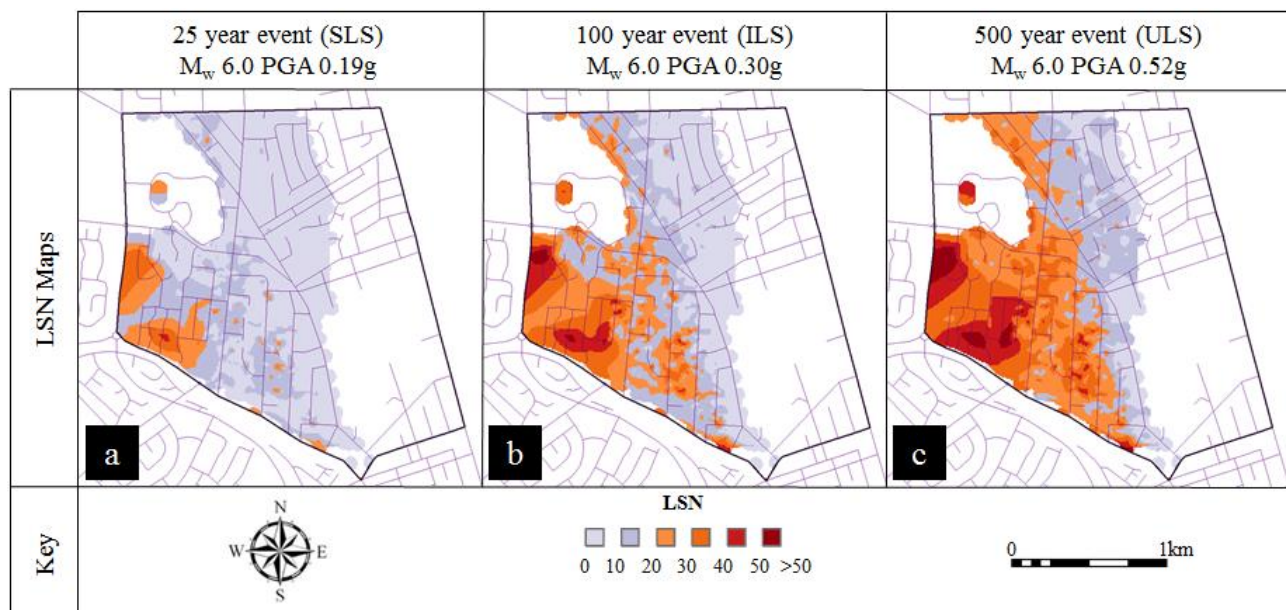 25 year event (SLS)
Mw 6.0 PGA 0.19g
100 year event (ILS)
Mw 6.0 PGA 0.30g
500 year event (ULS)
Mw 6.0 PGA 0.52g
LSN Maps
a
b
c
Key
N
W E
S
LSN
0 10 20 30 40 50 >50
0 1km